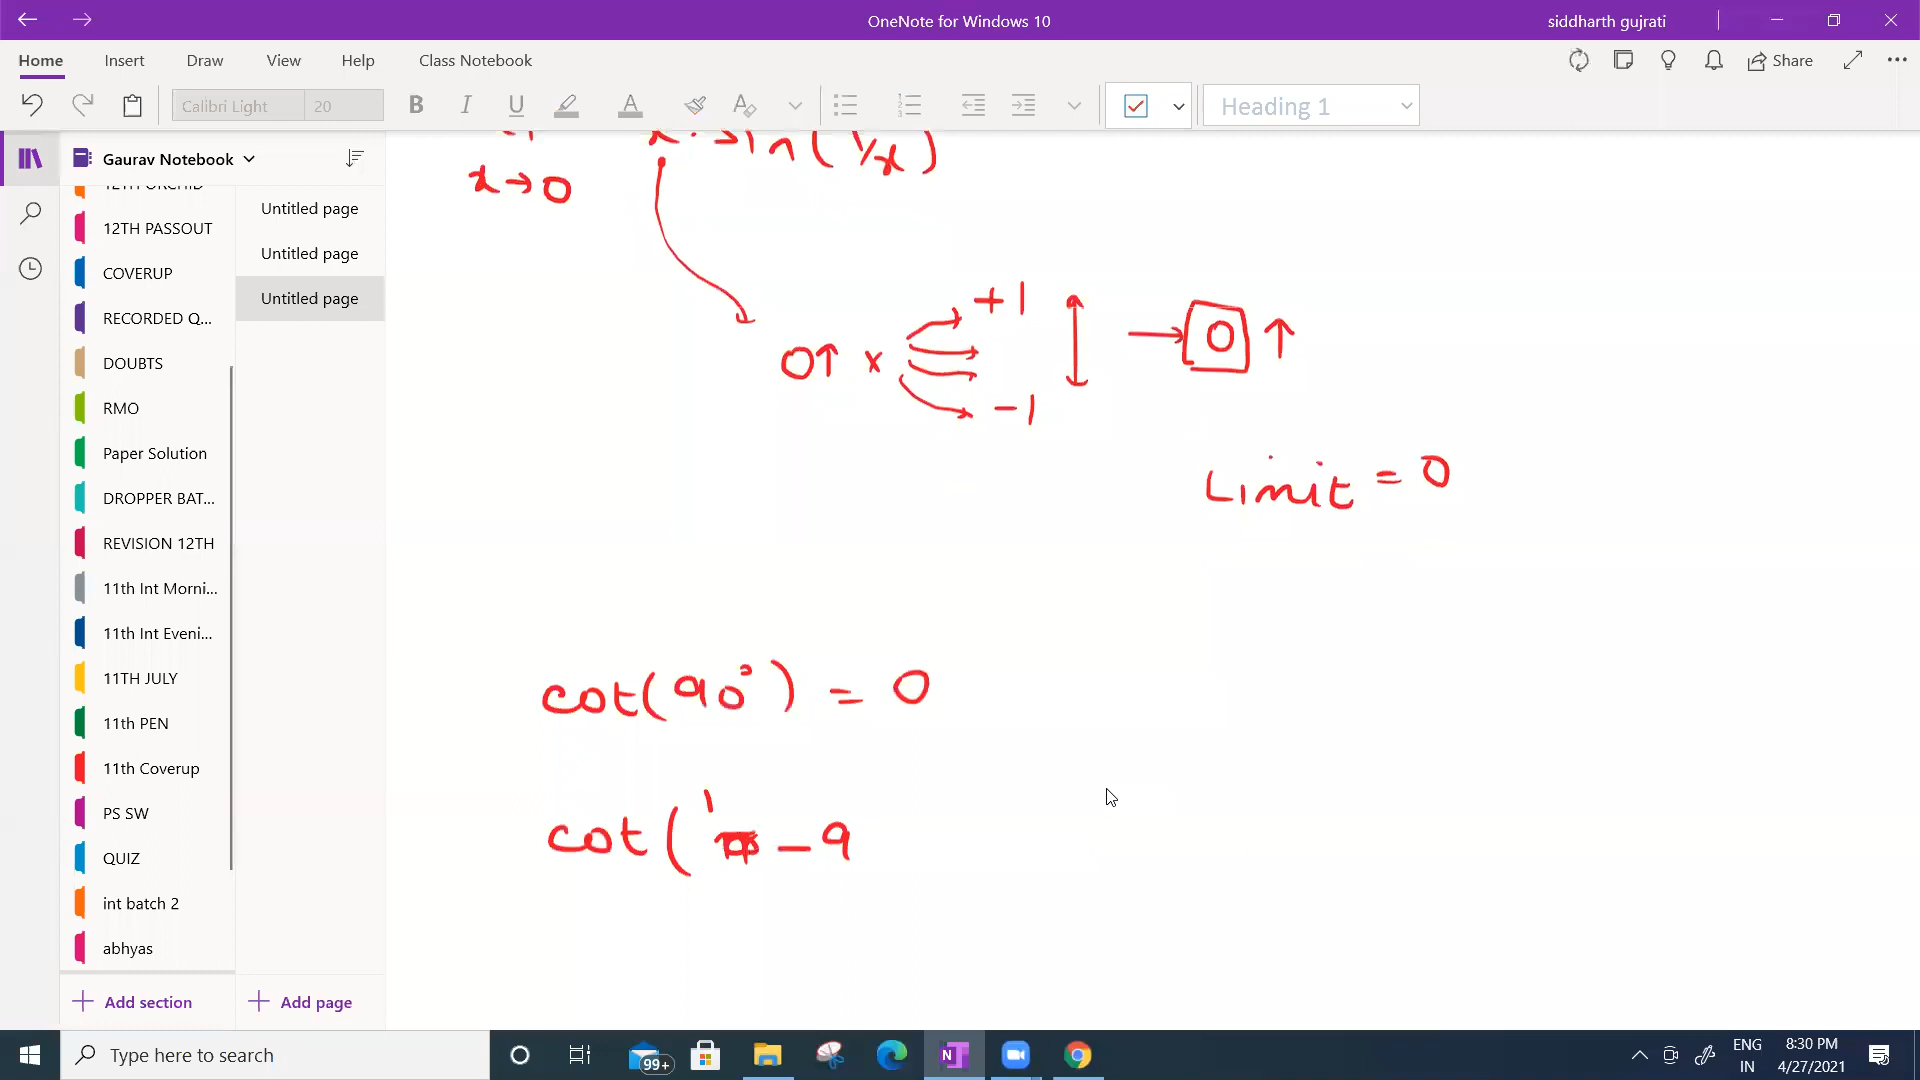 OneNote for Windows 10
siddharth gujrati
Home Insert Draw View Help Class Notebook
Share
Calibri Light 20
B I U A
Heading 1
Gaurav Notebook
12TH ORCHID
12TH PASSOUT
COVERUP
RECORDED Q...
DOUBTS
RMO
Paper Solution
DROPPER BAT...
REVISION 12TH
11th Int Morni...
11th Int Eveni...
11TH JULY
11th PEN
11th Coverup
PS SW
QUIZ
int batch 2
abhyas
Add section
Untitled page
Untitled page
Untitled page
Add page
x · sin(1/x)
x→0
0↑ × +1
-1
→ 0 ↑
Limit = 0
cot(90°) = 0
Type here to search
99+
N
ENG
IN
8:30 PM
4/27/2021